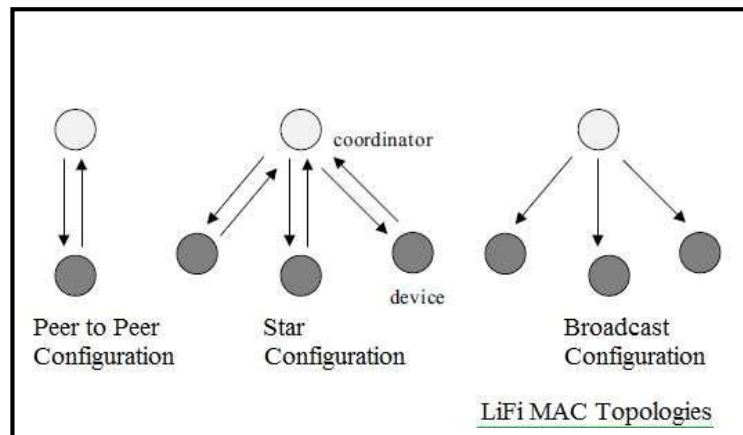 coordinator
device
Peer to Peer
Configuration
Star
Configuration
Broadcast
Configuration
LiFi MAC Topologies